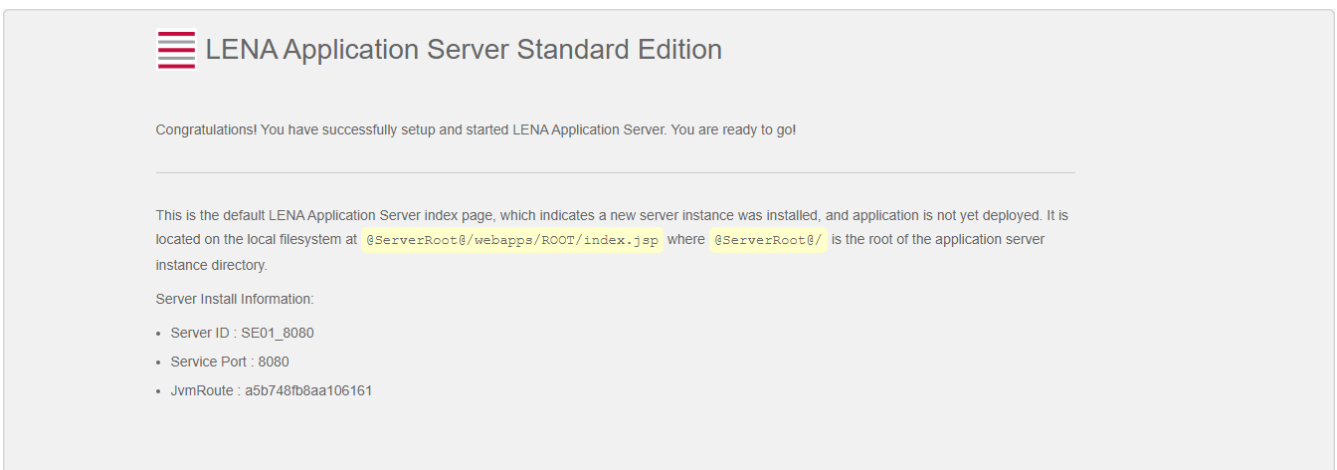 LENA Application Server Standard Edition
Congratulations! You have successfully setup and started LENA Application Server. You are ready to go!
This is the default LENA Application Server index page, which indicates a new server instance was installed, and application is not yet deployed. It is
located on the local filesystem at @ServerRoot@/webapps/ROOT/index.jsp where @ServerRoot@/ is the root of the application server
instance directory.
Server Install Information:
• Server ID : SE01_8080
• Service Port : 8080
• JvmRoute : a5b748fb8aa106161